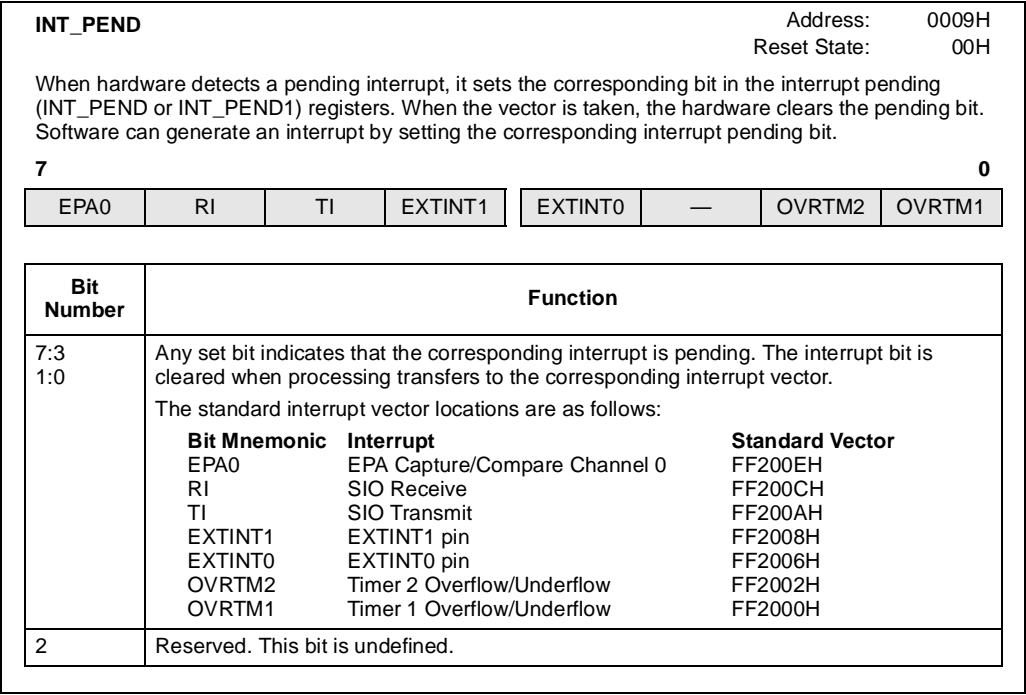 INT_PEND Address: 0009H
Reset State: 00H
When hardware detects a pending interrupt, it sets the corresponding bit in the interrupt pending
(INT_PEND or INT_PEND1) registers. When the vector is taken, the hardware clears the pending bit.
Software can generate an interrupt by setting the corresponding interrupt pending bit.
7 0
EPA0 RI TI EXTINT1 EXTINT0 — OVRTM2 OVRTM1
Bit
Number
Function
7:3
1:0
Any set bit indicates that the corresponding interrupt is pending. The interrupt bit is
cleared when processing transfers to the corresponding interrupt vector.
The standard interrupt vector locations are as follows:
Bit Mnemonic Interrupt Standard Vector
EPA0 EPA Capture/Compare Channel 0 FF200EH
RI SIO Receive FF200CH
TI SIO Transmit FF200AH
EXTINT1 EXTINT1 pin FF2008H
EXTINT0 EXTINT0 pin FF2006H
OVRTM2 Timer 2 Overflow/Underflow FF2002H
OVRTM1 Timer 1 Overflow/Underflow FF2000H
2 Reserved. This bit is undefined.